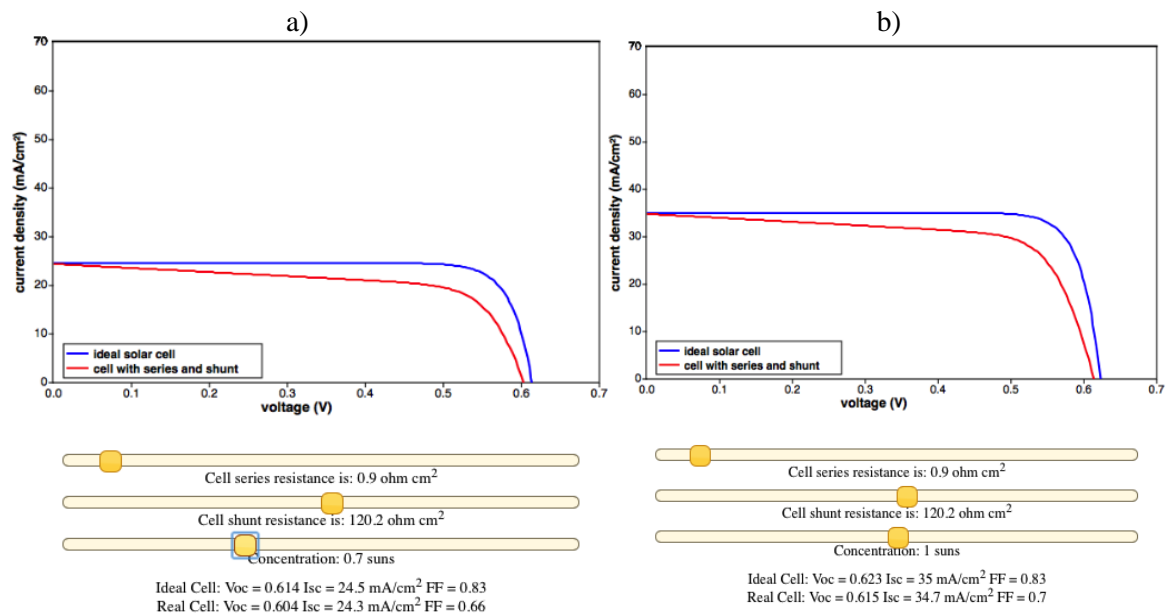 a)
70
60
50
40
30
20
10
0
current density (mA/cm²)
ideal solar cell
cell with series and shunt
0.0 0.1 0.2 0.3 0.4 0.5 0.6 0.7
voltage (V)
Cell series resistance is: 0.9 ohm cm²
Cell shunt resistance is: 120.2 ohm cm²
Concentration: 0.7 suns
Ideal Cell: Voc = 0.614 Isc = 24.5 mA/cm² FF = 0.83
Real Cell: Voc = 0.604 Isc = 24.3 mA/cm² FF = 0.66
b)
70
60
50
40
30
20
10
0
current density (mA/cm²)
ideal solar cell
cell with series and shunt
0.0 0.1 0.2 0.3 0.4 0.5 0.6 0.7
voltage (V)
Cell series resistance is: 0.9 ohm cm²
Cell shunt resistance is: 120.2 ohm cm²
Concentration: 1 suns
Ideal Cell: Voc = 0.623 Isc = 35 mA/cm² FF = 0.83
Real Cell: Voc = 0.615 Isc = 34.7 mA/cm² FF = 0.7